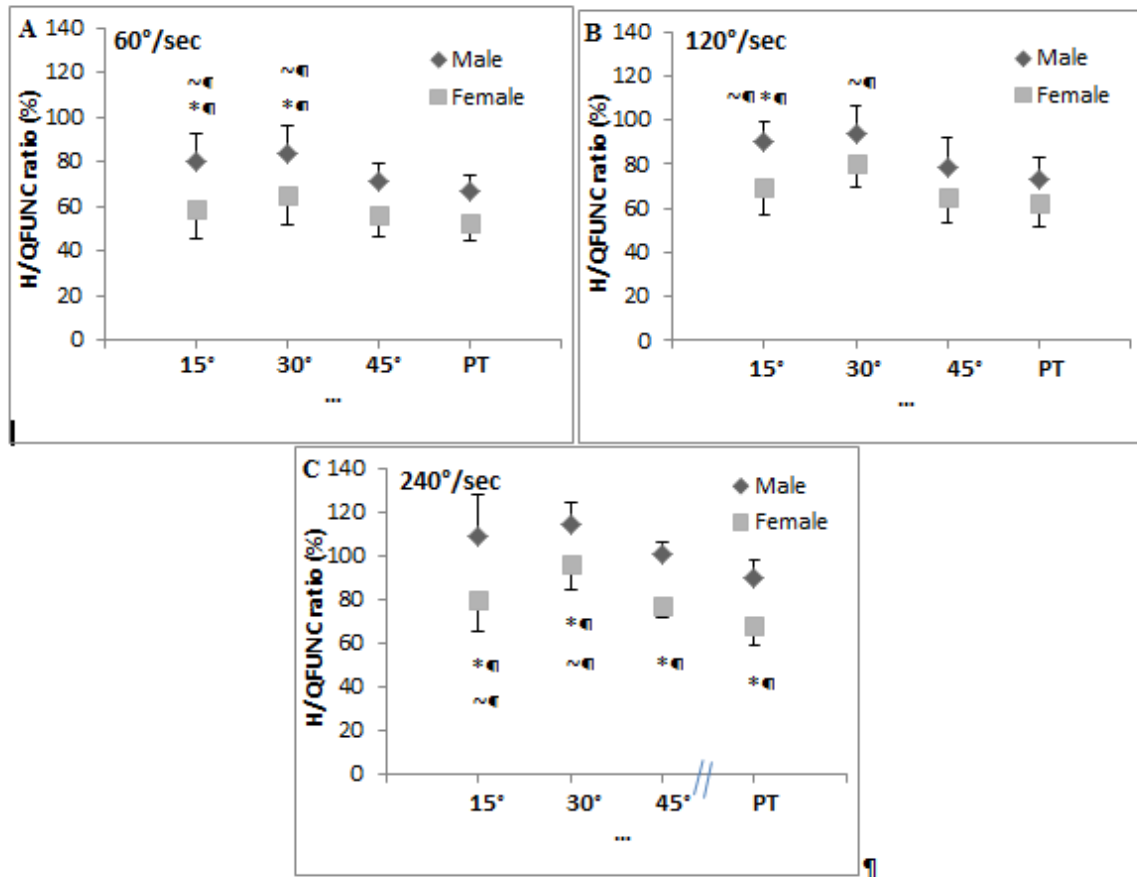 A 60°/sec
Male
Female
H/QFUNC ratio (%)
140
120
100
80
60
40
20
0
~¶ ~¶
*¶ *¶
15° 30° 45° PT
...
B 120°/sec
Male
Female
H/QFUNC ratio (%)
140
120
100
80
60
40
20
0
~¶ *¶ ~¶
15° 30° 45° PT
...
C 240°/sec
Male
Female
H/QFUNC ratio (%)
140
120
100
80
60
40
20
0
*¶
~¶
*¶
~¶
*¶
*¶
15° 30° 45° PT
...
¶